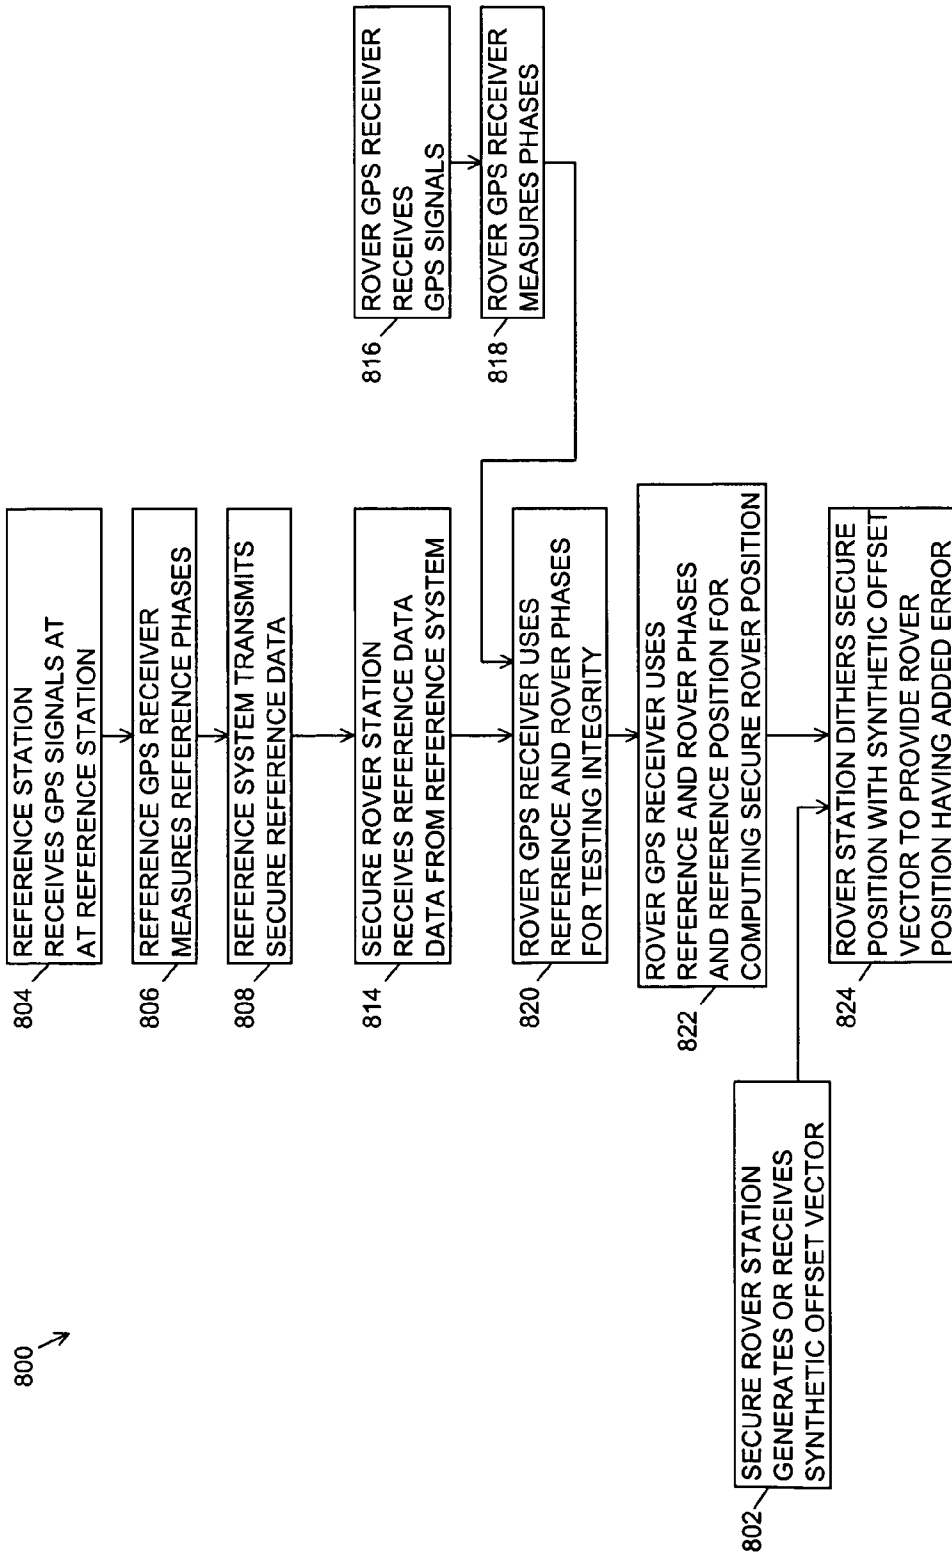 800
804
REFERENCE STATION
RECEIVES GPS SIGNALS AT
AT REFERENCE STATION
806
REFERENCE GPS RECEIVER
MEASURES REFERENCE PHASES
808
REFERENCE SYSTEM TRANSMITS
SECURE REFERENCE DATA
814
SECURE ROVER STATION
RECEIVES REFERENCE DATA
DATA FROM REFERENCE SYSTEM
816
ROVER GPS RECEIVER
RECEIVES
GPS SIGNALS
818
ROVER GPS RECEIVER
MEASURES PHASES
820
ROVER GPS RECEIVER USES
REFERENCE AND ROVER PHASES
FOR TESTING INTEGRITY
822
ROVER GPS RECEIVER USES
REFERENCE AND ROVER PHASES
AND REFERENCE POSITION FOR
COMPUTING SECURE ROVER POSITION
802
SECURE ROVER STATION
GENERATES OR RECEIVES
SYNTHETIC OFFSET VECTOR
824
ROVER STATION DITHERS SECURE
POSITION WITH SYNTHETIC OFFSET
VECTOR TO PROVIDE ROVER
POSITION HAVING ADDED ERROR